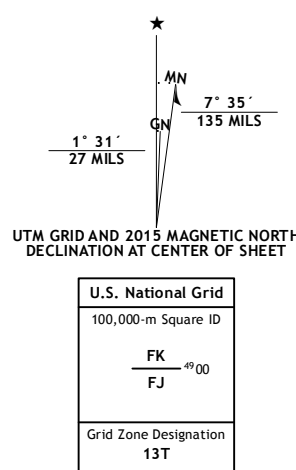 ★
MN
GN
7° 35´
135 MILS
1° 31´
27 MILS
UTM GRID AND 2015 MAGNETIC NORTH
DECLINATION AT CENTER OF SHEET
U.S. National Grid
100,000-m Square ID
FK
4900
FJ
Grid Zone Designation
13T